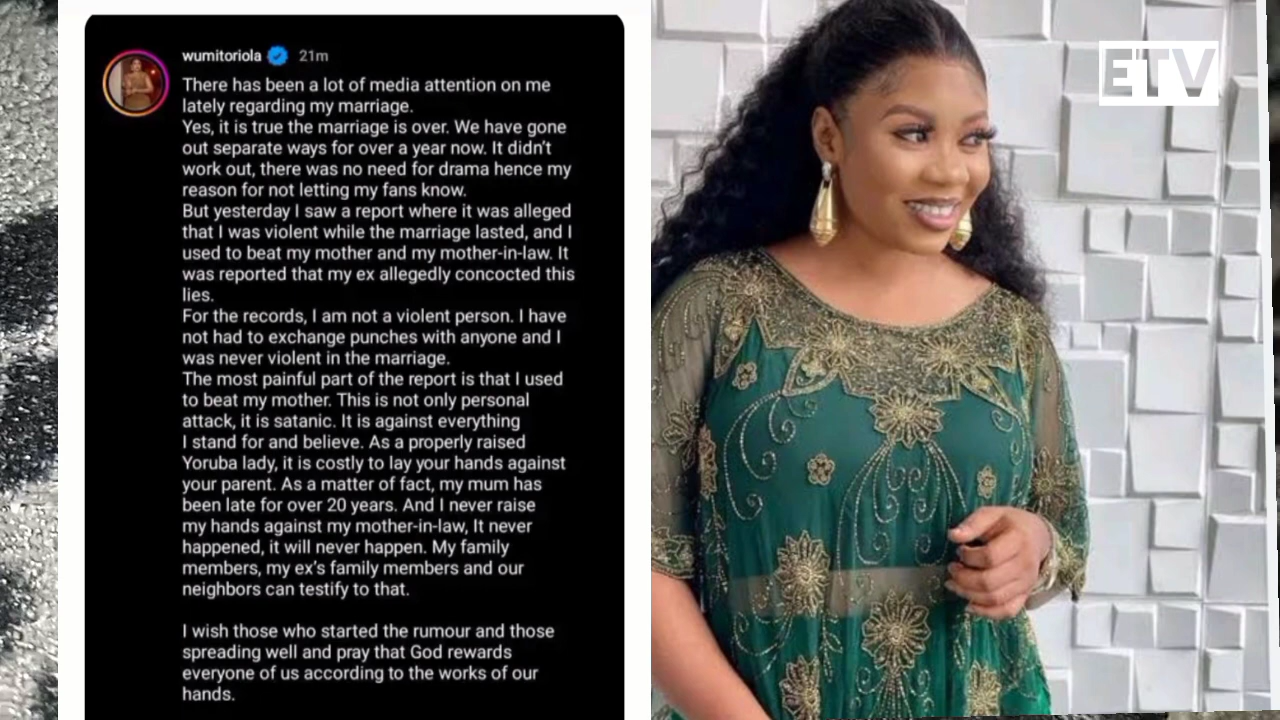 wumitoriola 21m
There has been a lot of media attention on me
lately regarding my marriage.
Yes, it is true the marriage is over. We have gone
out separate ways for over a year now. It didn't
work out, there was no need for drama hence my
reason for not letting my fans know.
But yesterday I saw a report where it was alleged
that I was violent while the marriage lasted, and I
used to beat my mother and my mother-in-law. It
was reported that my ex allegedly concocted this
lies.
For the records, I am not a violent person. I have
not had to exchange punches with anyone and I
was never violent in the marriage.
The most painful part of the report is that I used
to beat my mother. This is not only personal
attack, it is satanic. It is against everything
I stand for and believe. As a properly raised
Yoruba lady, it is costly to lay your hands against
your parent. As a matter of fact, my mum has
been late for over 20 years. And I never raise
my hands against my mother-in-law, It never
happened, it will never happen. My family
members, my ex's family members and our
neighbors can testify to that.
I wish those who started the rumour and those
spreading well and pray that God rewards
everyone of us according to the works of our
hands.
ETV